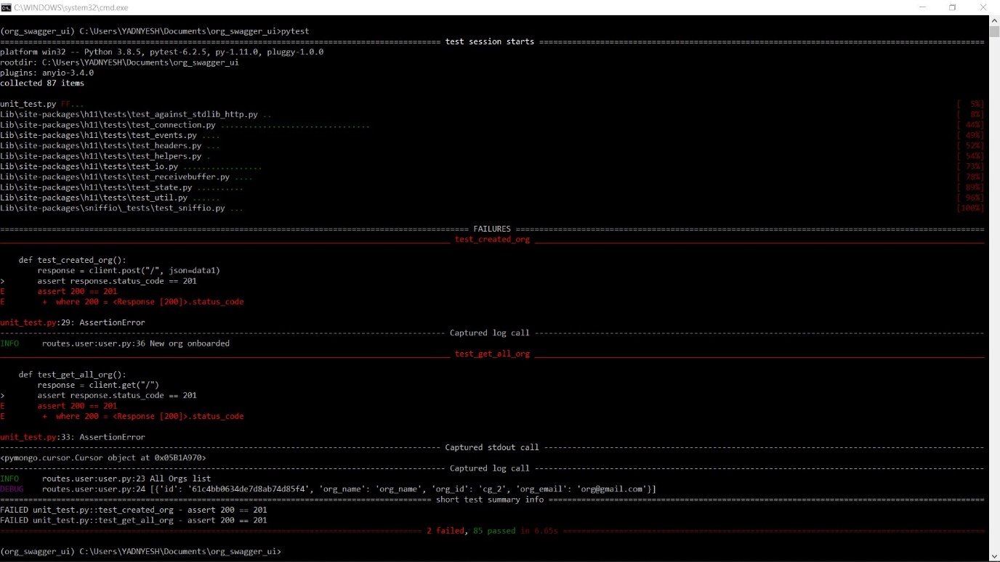 C:\WINDOWS\system32\cmd.exe
(org_swagger_ui) C:\Users\YADNYESH\Documents\org_swagger_ui>pytest
============================= test session starts =============================
platform win32 -- Python 3.8.5, pytest-6.2.5, py-1.11.0, pluggy-1.0.0
rootdir: C:\Users\YADNYESH\Documents\org_swagger_ui
plugins: anyio-3.4.0
collected 87 items
unit_test.py FF... [  5%]
Lib\site-packages\h11\tests\test_against_stdlib_http.py .. [  8%]
Lib\site-packages\h11\tests\test_connection.py ................................ [ 44%]
Lib\site-packages\h11\tests\test_events.py .... [ 49%]
Lib\site-packages\h11\tests\test_headers.py ... [ 52%]
Lib\site-packages\h11\tests\test_helpers.py . [ 54%]
Lib\site-packages\h11\tests\test_io.py ................. [ 73%]
Lib\site-packages\h11\tests\test_receivebuffer.py .... [ 78%]
Lib\site-packages\h11\tests\test_state.py .......... [ 89%]
Lib\site-packages\h11\tests\test_util.py ...... [ 96%]
Lib\site-packages\sniffio\_tests\test_sniffio.py ... [100%]
============================= FAILURES =============================
_____________________________ test_created_org _____________________________
    def test_created_org():
        response = client.post("/", json=data1)
>       assert response.status_code == 201
E       assert 200 == 201
E        +  where 200 = <Response [200]>.status_code
unit_test.py:29: AssertionError
----------------------------- Captured log call -----------------------------
INFO     routes.user:user.py:36 New org onboarded
_____________________________ test_get_all_org _____________________________
    def test_get_all_org():
        response = client.get("/")
>       assert response.status_code == 201
E       assert 200 == 201
E        +  where 200 = <Response [200]>.status_code
unit_test.py:33: AssertionError
----------------------------- Captured stdout call -----------------------------
<pymongo.cursor.Cursor object at 0x05B1A970>
----------------------------- Captured log call -----------------------------
INFO     routes.user:user.py:23 All Orgs list
DEBUG    routes.user:user.py:24 [{'id': '61c4bb0634de7d8ab74d85f4', 'org_name': 'org_name', 'org_id': 'cg_2', 'org_email': 'org@gmail.com'}]
============================= short test summary info =============================
FAILED unit_test.py::test_created_org - assert 200 == 201
FAILED unit_test.py::test_get_all_org - assert 200 == 201
============================= 2 failed, 85 passed in 6.65s =============================
(org_swagger_ui) C:\Users\YADNYESH\Documents\org_swagger_ui>